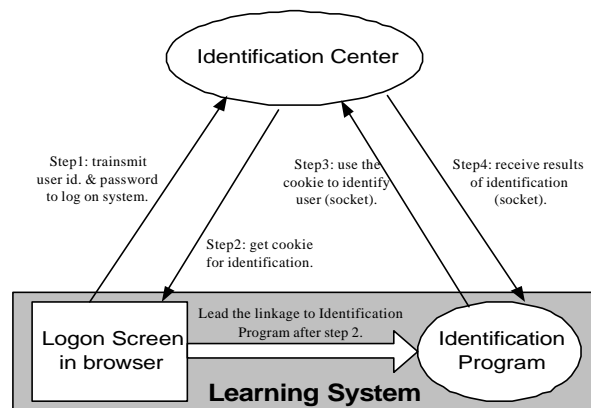 Identification Center
Step1: trainsmit
user id. & password
to log on system.
Step3: use the
cookie to identify
user (socket).
Step4: receive results
of identification
(socket).
Step2: get cookie
for identification.
Lead the linkage to Identification
Program after step 2.
Logon Screen
in browser
Identification
Program
Learning System